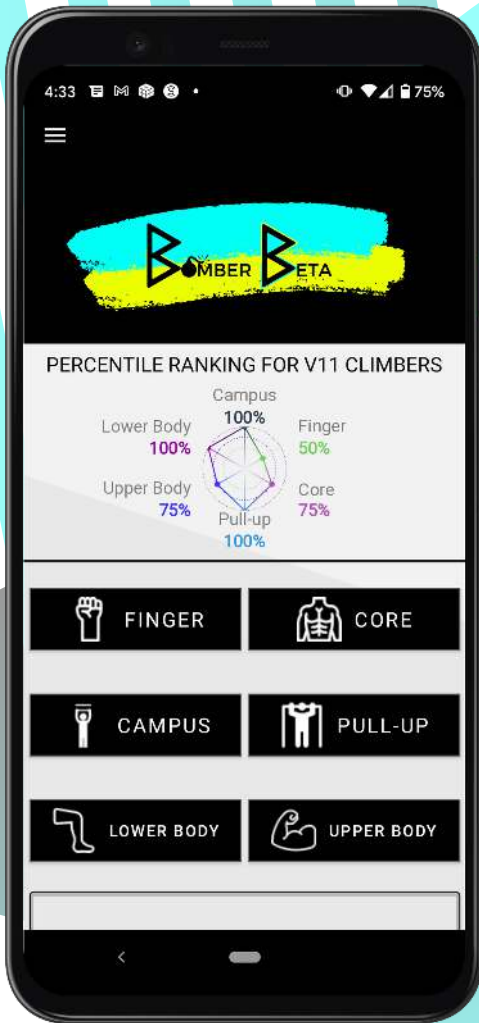 4:33
75%
BOMBER BETA
PERCENTILE RANKING FOR V11 CLIMBERS
Campus
100%
Lower Body
100%
Finger
50%
Upper Body
75%
Core
75%
Pull-up
100%
FINGER
CORE
CAMPUS
PULL-UP
LOWER BODY
UPPER BODY